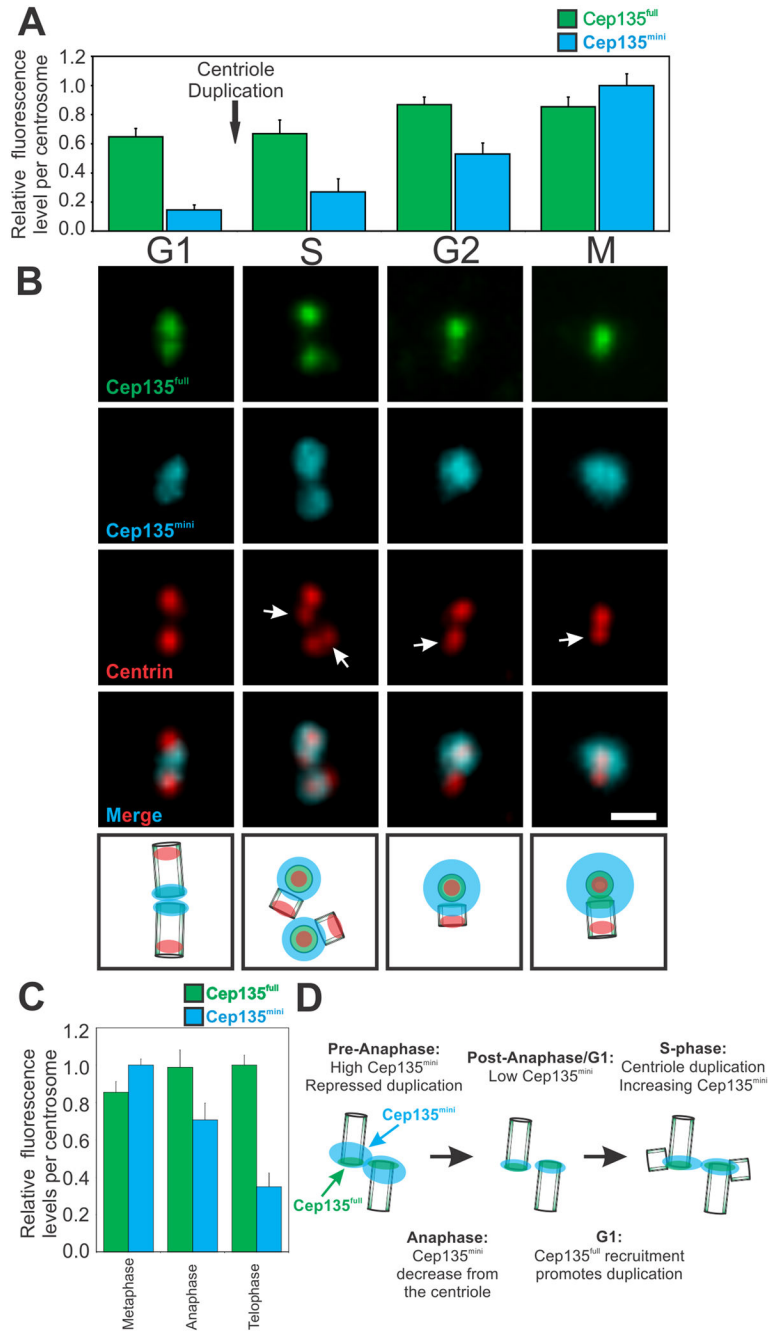 A
Cep135full
Cep135mini
Relative fluorescence
level per centrosome
1.2
1.0
0.8
0.6
0.4
0.2
0.0
Centriole
Duplication
G1 S G2 M
B
Cep135full
Cep135mini
Centrin
Merge
C
Cep135full
Cep135mini
Relative fluorescence
levels per centrosome
1.2
1.0
0.8
0.6
0.4
0.2
0.0
Metaphase
Anaphase
Telophase
D
Pre-Anaphase:
High Cep135mini
Repressed duplication
Post-Anaphase/G1:
Low Cep135mini
S-phase:
Centriole duplication
Increasing Cep135mini
Cep135mini
Cep135full
Anaphase:
Cep135mini
decrease from
the centriole
G1:
Cep135full recruitment
promotes duplication